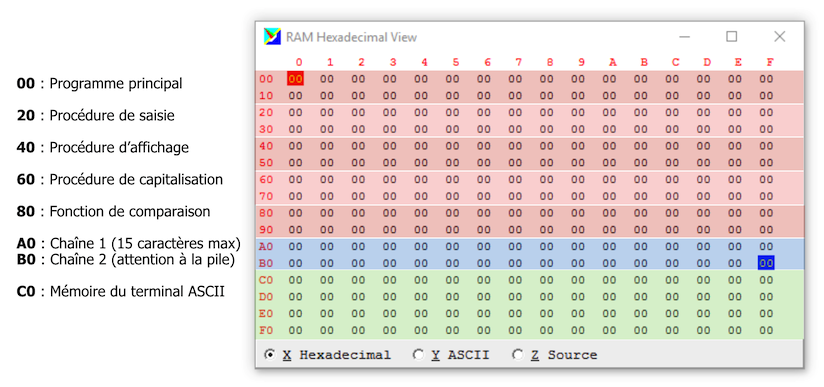 00 : Programme principal
20 : Procédure de saisie
40 : Procédure d'affichage
60 : Procédure de capitalisation
80 : Fonction de comparaison
A0 : Chaîne 1 (15 caractères max)
B0 : Chaîne 2 (attention à la pile)
C0 : Mémoire du terminal ASCII
RAM Hexadecimal View
0 1 2 3 4 5 6 7 8 9 A B C D E F
00 00 00 00 00 00 00 00 00 00 00 00 00 00 00 00 00
10 00 00 00 00 00 00 00 00 00 00 00 00 00 00 00 00
20 00 00 00 00 00 00 00 00 00 00 00 00 00 00 00 00
30 00 00 00 00 00 00 00 00 00 00 00 00 00 00 00 00
40 00 00 00 00 00 00 00 00 00 00 00 00 00 00 00 00
50 00 00 00 00 00 00 00 00 00 00 00 00 00 00 00 00
60 00 00 00 00 00 00 00 00 00 00 00 00 00 00 00 00
70 00 00 00 00 00 00 00 00 00 00 00 00 00 00 00 00
80 00 00 00 00 00 00 00 00 00 00 00 00 00 00 00 00
90 00 00 00 00 00 00 00 00 00 00 00 00 00 00 00 00
A0 00 00 00 00 00 00 00 00 00 00 00 00 00 00 00 00
B0 00 00 00 00 00 00 00 00 00 00 00 00 00 00 00 00
C0 00 00 00 00 00 00 00 00 00 00 00 00 00 00 00 00
D0 00 00 00 00 00 00 00 00 00 00 00 00 00 00 00 00
E0 00 00 00 00 00 00 00 00 00 00 00 00 00 00 00 00
F0 00 00 00 00 00 00 00 00 00 00 00 00 00 00 00 00
X Hexadecimal Y ASCII Z Source